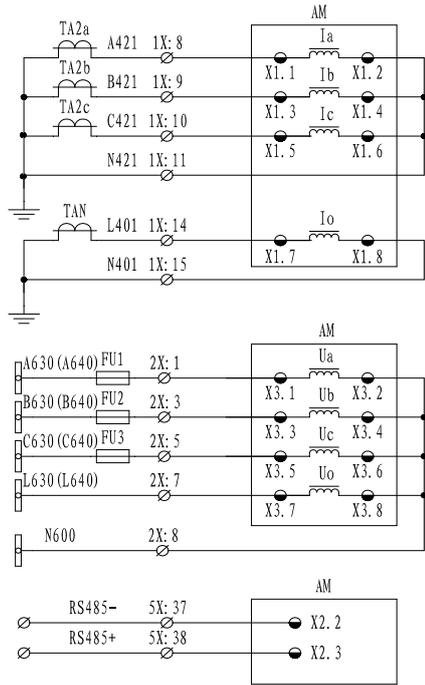 AM
TA2a A421 1X: 8 Ia
X1. 1 X1. 2
TA2b B421 1X: 9 Ib
X1. 3 X1. 4
TA2c C421 1X: 10 Ic
X1. 5 X1. 6
N421 1X: 11
TAN L401 1X: 14 Io
X1. 7 X1. 8
N401 1X: 15
AM
A630(A640) FU1 2X: 1 Ua
X3. 1 X3. 2
B630(B640) FU2 2X: 3 Ub
X3. 3 X3. 4
C630(C640) FU3 2X: 5 Uc
X3. 5 X3. 6
L630(L640) 2X: 7 Uo
X3. 7 X3. 8
N600 2X: 8
AM
RS485- 5X: 37 X2. 2
RS485+ 5X: 38 X2. 3